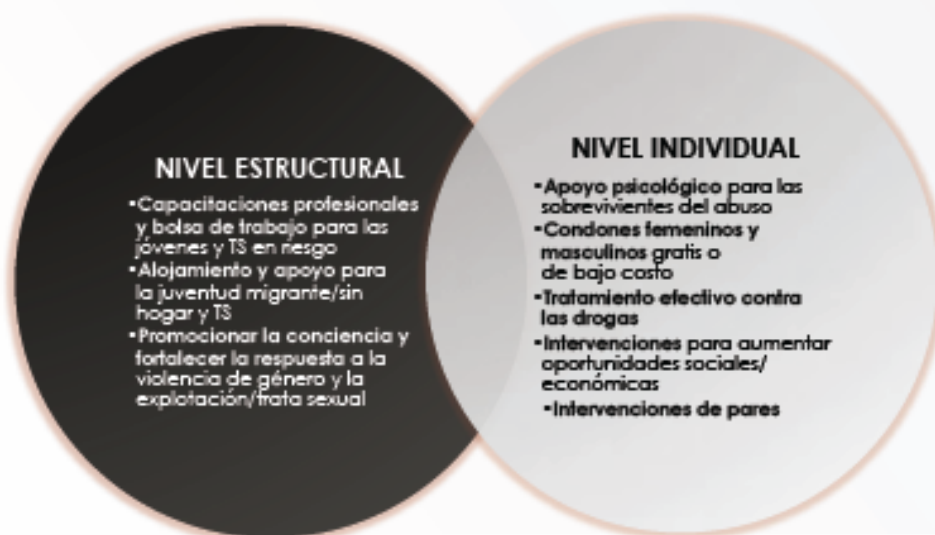 NIVEL ESTRUCTURAL
▪Capacitaciones profesionales
y bolsa de trabajo para las
jóvenes y TS en riesgo
▪Alojamiento y apoyo para
la juventud migrante/sin
hogar y TS
▪Promocionar la conciencia y
fortalecer la respuesta a la
violencia de género y la
explotación/trata sexual
NIVEL INDIVIDUAL
▪Apoyo psicológico para las
sobrevivientes del abuso
▪Condones femeninos y
masculinos gratis o
de bajo costo
▪Tratamiento efectivo contra
las drogas
▪Intervenciones para aumentar
oportunidades sociales/
económicas
▪Intervenciones de pares